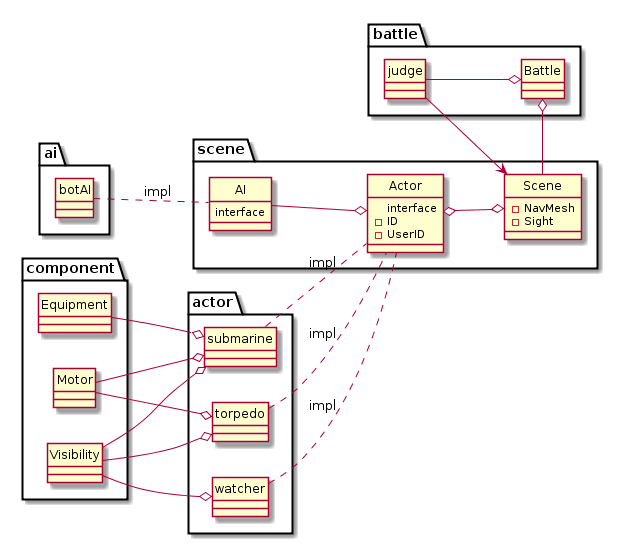 battle
judge
Battle
scene
ai
botAI
impl
AI
interface
Actor
interface
ID
UserID
Scene
NavMesh
Sight
component
Equipment
Motor
Visibility
actor
submarine
torpedo
watcher
impl
impl
impl